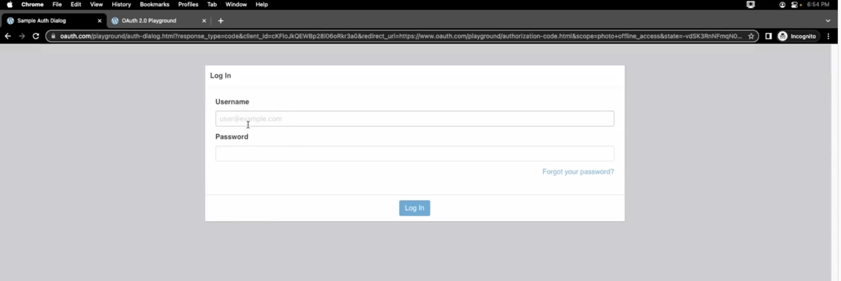 Chrome File Edit View History Bookmarks Profiles Tab Window Help 6:54 PM
Sample Auth Dialog OAuth 2.0 Playground
oauth.com/playground/auth-dialog.html?response_type=code&client_id=cKFIoJkQEWBp28I06oRkr3a0&redirect_uri=https://www.oauth.com/playground/authorization-code.html&scope=photo+offline_access&state=-vdSK3RnNFmqN0... Incognito
Log In
Username
user@example.com
Password
Forgot your password?
Log In